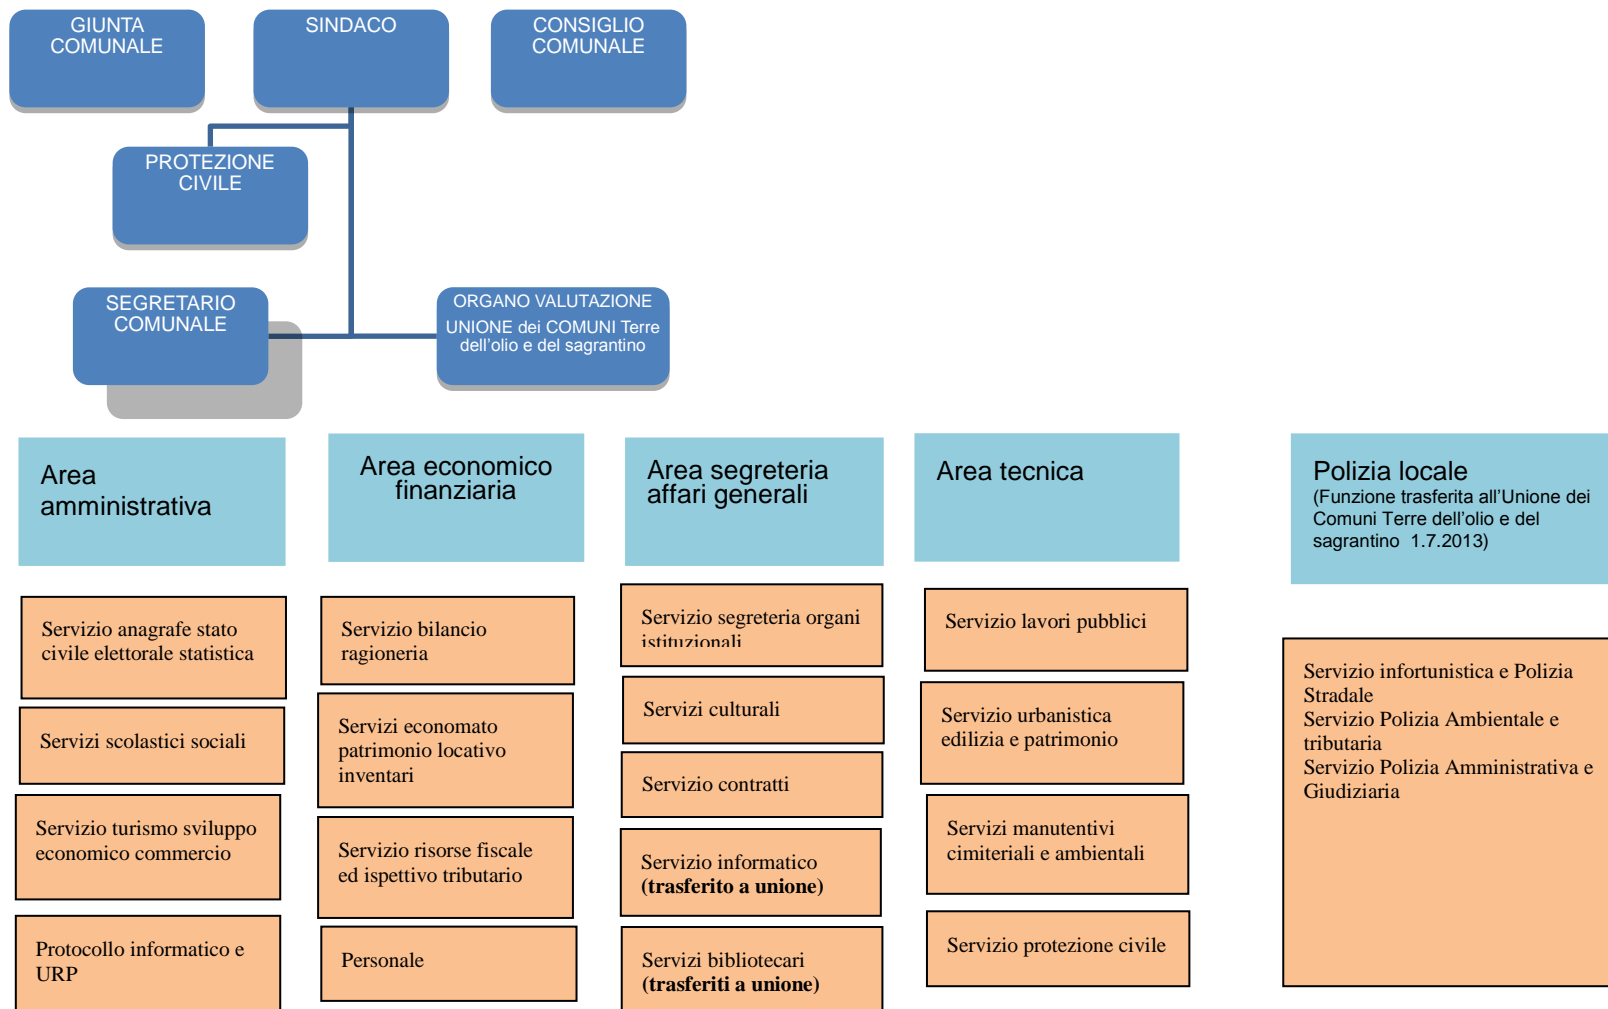 GIUNTA
COMUNALE
SINDACO
CONSIGLIO
COMUNALE
PROTEZIONE
CIVILE
SEGRETARIO
COMUNALE
ORGANO VALUTAZIONE
UNIONE dei COMUNI Terre
dell'olio e del sagrantino
Area
amministrativa
Area economico
finanziaria
Area segreteria
affari generali
Area tecnica
Polizia locale
(Funzione trasferita all'Unione dei
Comuni Terre dell'olio e del
sagrantino 1.7.2013)
Servizio anagrafe stato
civile elettorale statistica
Servizi scolastici sociali
Servizio turismo sviluppo
economico commercio
Protocollo informatico e
URP
Servizio bilancio
ragioneria
Servizi economato
patrimonio locativo
inventari
Servizio risorse fiscale
ed ispettivo tributario
Personale
Servizio segreteria organi
istituzionali
Servizi culturali
Servizio contratti
Servizio informatico
(trasferito a unione)
Servizi bibliotecari
(trasferiti a unione)
Servizio lavori pubblici
Servizio urbanistica
edilizia e patrimonio
Servizi manutentivi
cimiteriali e ambientali
Servizio protezione civile
Servizio infortunistica e Polizia
Stradale
Servizio Polizia Ambientale e
tributaria
Servizio Polizia Amministrativa e
Giudiziaria